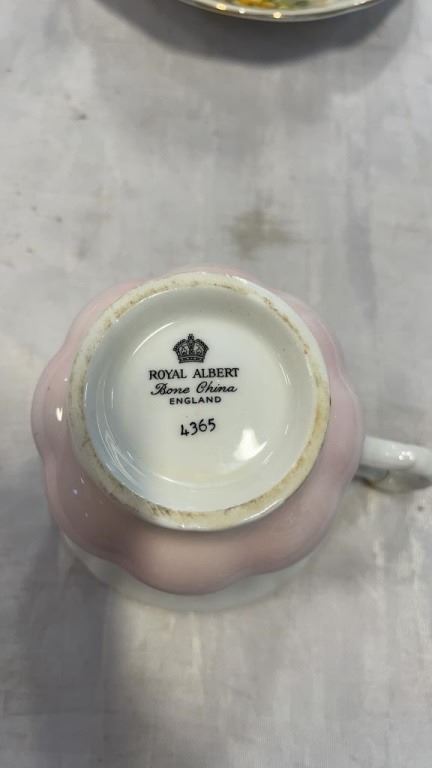 ROYAL ALBERT
Bone China
ENGLAND
4365